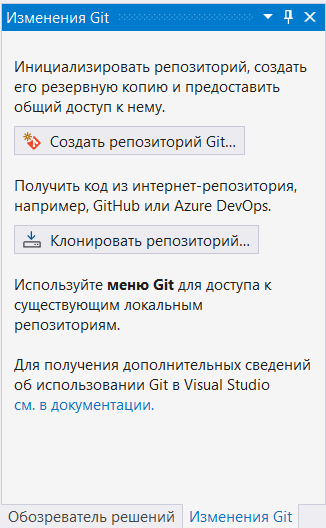 Изменения Git
Инициализировать репозиторий, создать
его резервную копию и предоставить
общий доступ к нему.
Создать репозиторий Git...
Получить код из интернет-репозитория,
например, GitHub или Azure DevOps.
Клонировать репозиторий...
Используйте меню Git для доступа к
существующим локальным
репозиториям.
Для получения дополнительных сведений
об использовании Git в Visual Studio
см. в документации.
Обозреватель решений Изменения Git